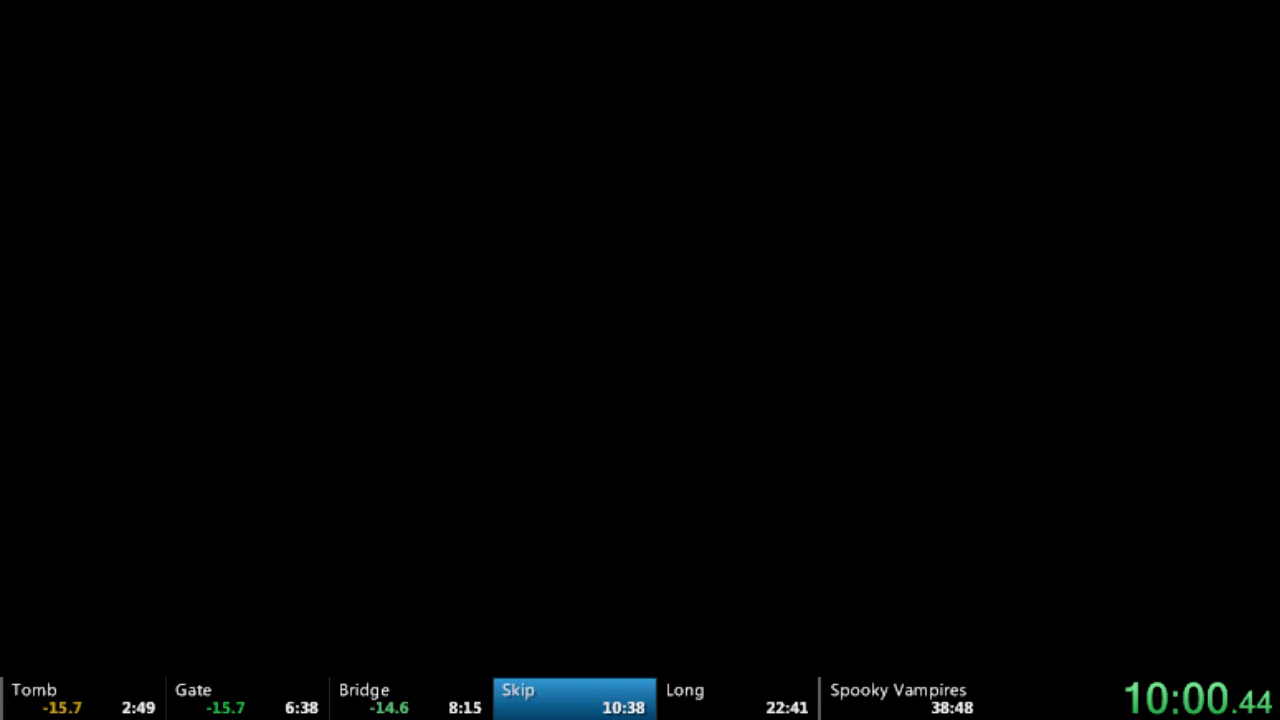 Tomb Gate Bridge Skip Long Spooky Vampires
-15.7 2:49 -15.7 6:38 -14.6 8:15 10:38 22:41 38:48 10:00.44